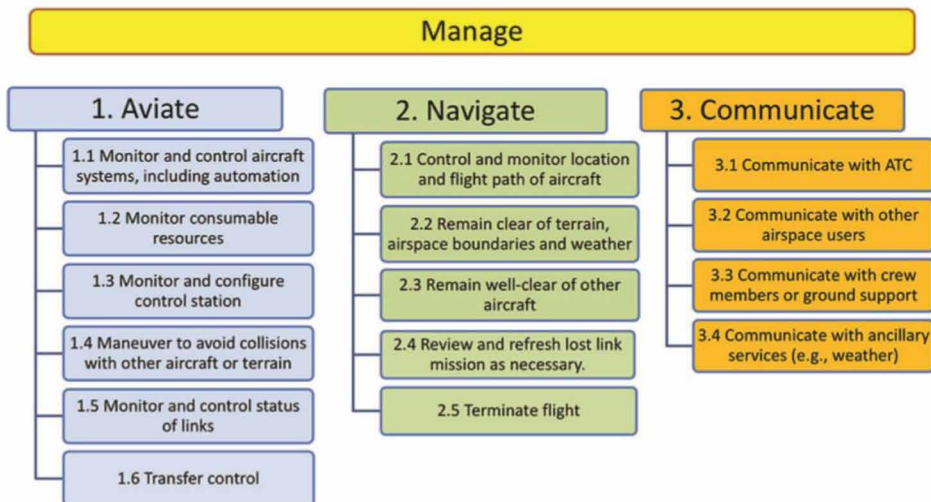 Manage
1. Aviate
1.1 Monitor and control aircraft
systems, including automation
1.2 Monitor consumable
resources
1.3 Monitor and configure
control station
1.4 Maneuver to avoid collisions
with other aircraft or terrain
1.5 Monitor and control status
of links
1.6 Transfer control
2. Navigate
2.1 Control and monitor location
and flight path of aircraft
2.2 Remain clear of terrain,
airspace boundaries and weather
2.3 Remain well-clear of other
aircraft
2.4 Review and refresh lost link
mission as necessary.
2.5 Terminate flight
3. Communicate
3.1 Communicate with ATC
3.2 Communicate with other
airspace users
3.3 Communicate with crew
members or ground support
3.4 Communicate with ancillary
services (e.g., weather)